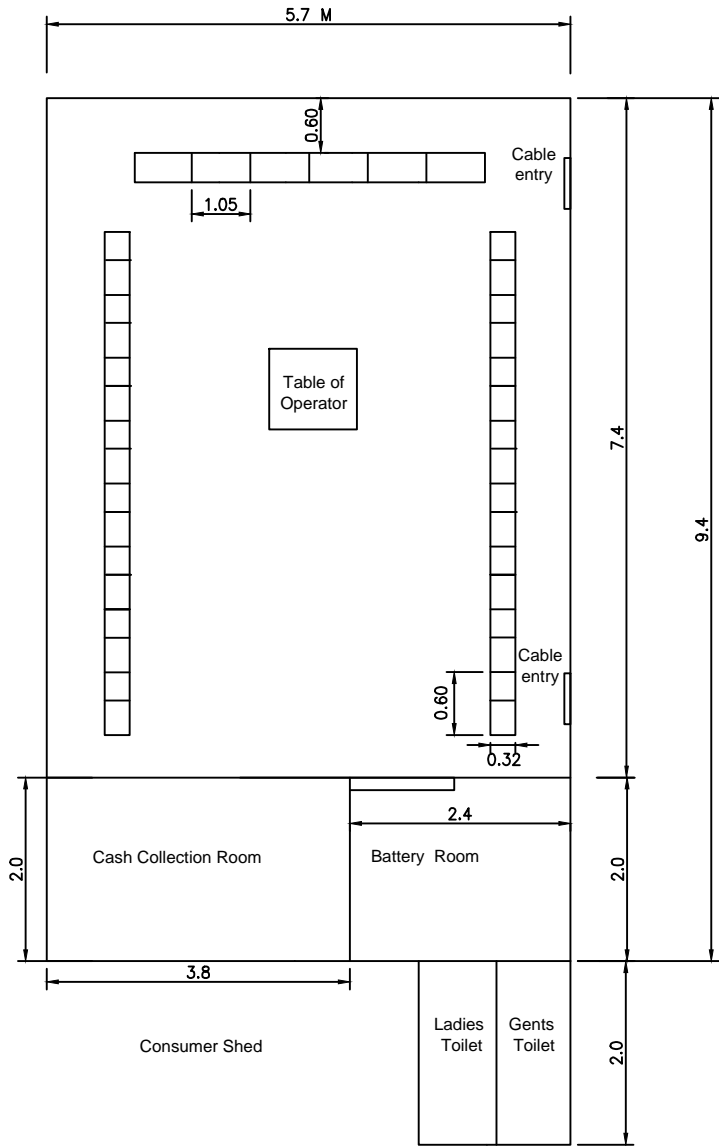 5.7 M
0.60
Cable
entry
1.05
Table of
Operator
7.4
9.4
Cable
entry
0.60
0.32
2.4
Cash Collection Room
Battery Room
2.0
2.0
3.8
Ladies
Toilet
Gents
Toilet
Consumer Shed
2.0